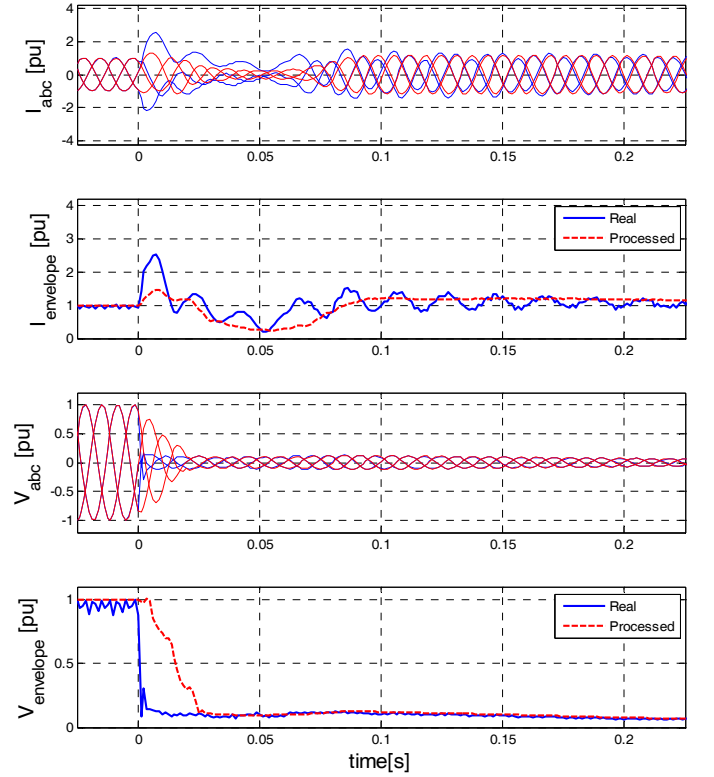 I_abc [pu]
4
2
0
-2
-4
0 0.05 0.1 0.15 0.2
I_envelope [pu]
4
3
2
1
0
Real
Processed
0 0.05 0.1 0.15 0.2
V_abc [pu]
1
0.5
0
-0.5
-1
0 0.05 0.1 0.15 0.2
V_envelope [pu]
1
0.5
0
Real
Processed
0 0.05 0.1 0.15 0.2
time[s]